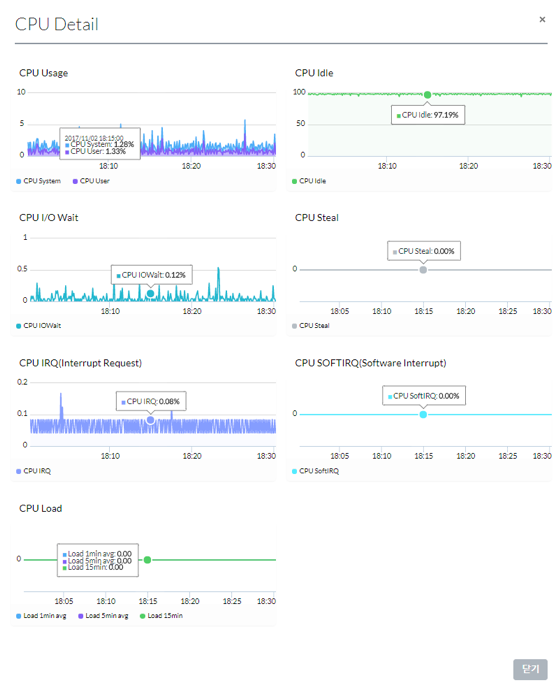 CPU Detail
×
CPU Usage
10
5
0
2017/11/02 18:15:00
CPU System: 1.28%
CPU User: 1.33%
18:10
18:20
18:30
CPU System
CPU User
CPU Idle
100
50
0
CPU Idle: 97.19%
18:10
18:20
18:30
CPU Idle
CPU I/O Wait
1
0.5
0
CPU IOWait: 0.12%
18:10
18:20
18:30
CPU IOWait
CPU Steal
0
CPU Steal: 0.00%
18:05
18:10
18:15
18:20
18:25
18:30
CPU Steal
CPU IRQ(Interrupt Request)
0.2
0.1
0
CPU IRQ: 0.08%
18:10
18:20
18:30
CPU IRQ
CPU SOFTIRQ(Software Interrupt)
0
CPU SoftIRQ: 0.00%
18:05
18:10
18:15
18:20
18:25
18:30
CPU SoftIRQ
CPU Load
0
Load 1min avg: 0.00
Load 5min avg: 0.00
Load 15min: 0.00
18:05
18:10
18:15
18:20
18:25
18:30
Load 1min avg
Load 5min avg
Load 15min
닫기